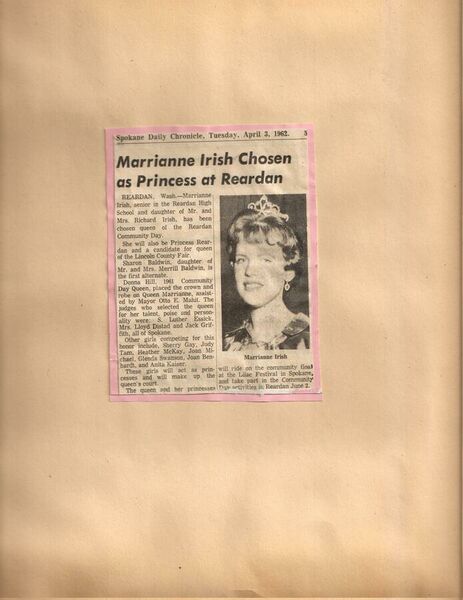 Spokane Daily Chronicle, Tuesday, April 3, 1962. 5
Marrianne Irish Chosen
as Princess at Reardan
REARDAN, Wash.—Marrianne
Irish, senior in the Reardan High
School and daughter of Mr. and
Mrs. Richard Irish, has been
chosen queen of the Reardan
Community Day.
She will also be Princess Rear-
dan and a candidate for queen
of the Lincoln County Fair.
Sharon Baldwin, daughter of
Mr. and Mrs. Merrill Baldwin, is
the first alternate.
Donna Hill, 1961 Community
Day Queen, placed the crown and
robe on Queen Marrianne, assist-
ed by Mayor Otto E. Mahit. The
judges who selected the queen
for her talent, poise and person-
ality were: S. Luther Essick,
Mrs. Lloyd Distad and Jack Grif-
fith, all of Spokane.
Other girls competing for this
honor include, Sherry Gay, Judy
Tam, Heather McKay, Joan Mi-
chael, Glenda Swanson, Joan Ben-
hardt, and Anita Kaiser.
These girls will act as prin-
cesses and will make up the
queen's court.
The queen and her princesses
Marrianne Irish
will ride on the community float
at the Lilac Festival in Spokane,
and take part in the Community
Day activities in Reardan June 2.